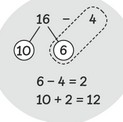 16 – 4
10 6
6 – 4 = 2
10 + 2 = 12